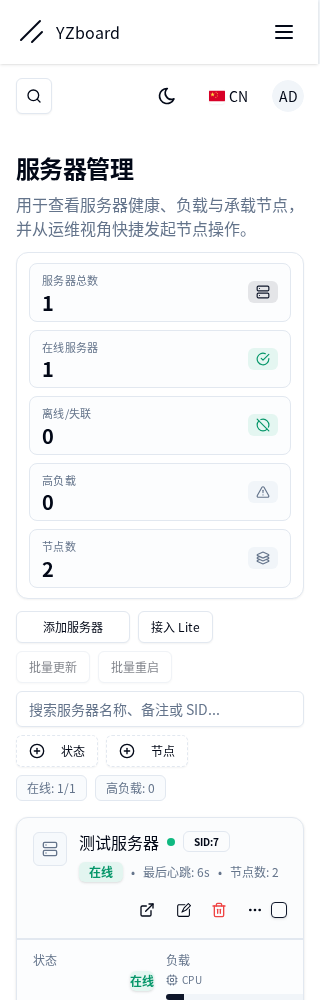 YZboard
CN
AD
服务器管理
用于查看服务器健康、负载与承载节点，
并从运维视角快捷发起节点操作。
服务器总数
1
在线服务器
1
离线/失联
0
高负载
0
节点数
2
添加服务器
接入 Lite
批量更新
批量重启
搜索服务器名称、备注或 SID...
状态
节点
在线: 1/1
高负载: 0
测试服务器
SID:7
在线 • 最后心跳: 6s • 节点数: 2
状态
负载
在线
CPU